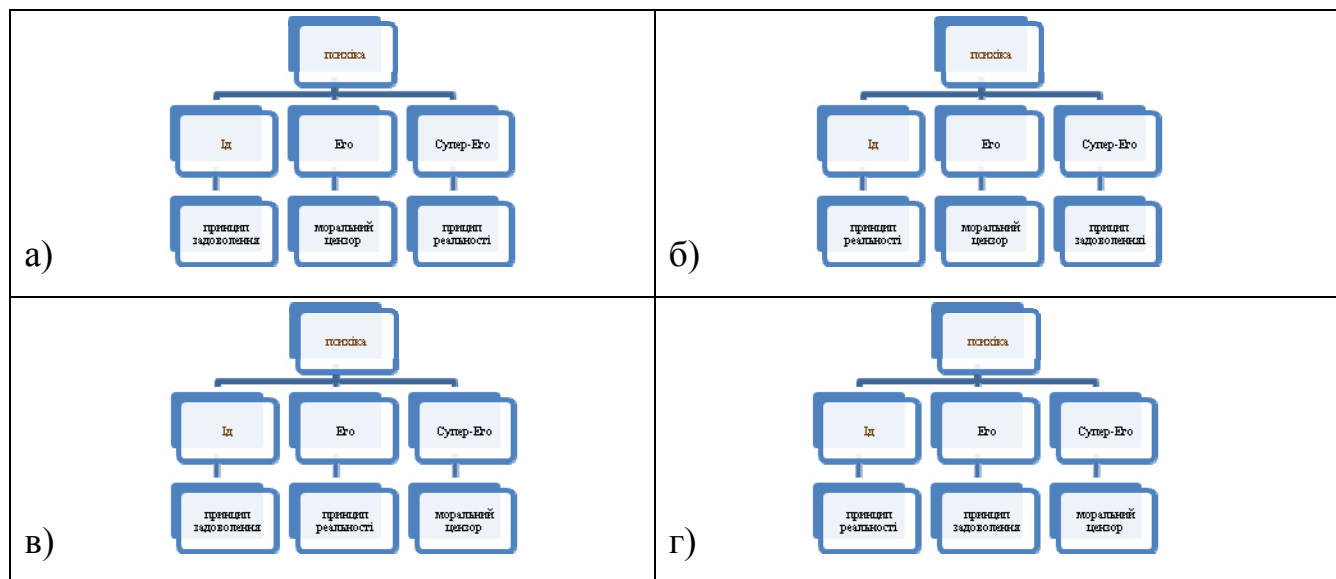 психіка
Ід
Его
Супер-Его
принцип
задоволення
моральний
цензор
принцип
реальності
а)
психіка
Ід
Его
Супер-Его
принцип
реальності
моральний
цензор
прицип
задоволенняі
б)
психіка
Ід
Его
Супер-Его
принцип
задоволення
принцип
реальності
моральний
цензор
в)
психіка
Ід
Его
Супер-Его
принцип
реальності
принцип
задоволення
моральний
цензор
г)